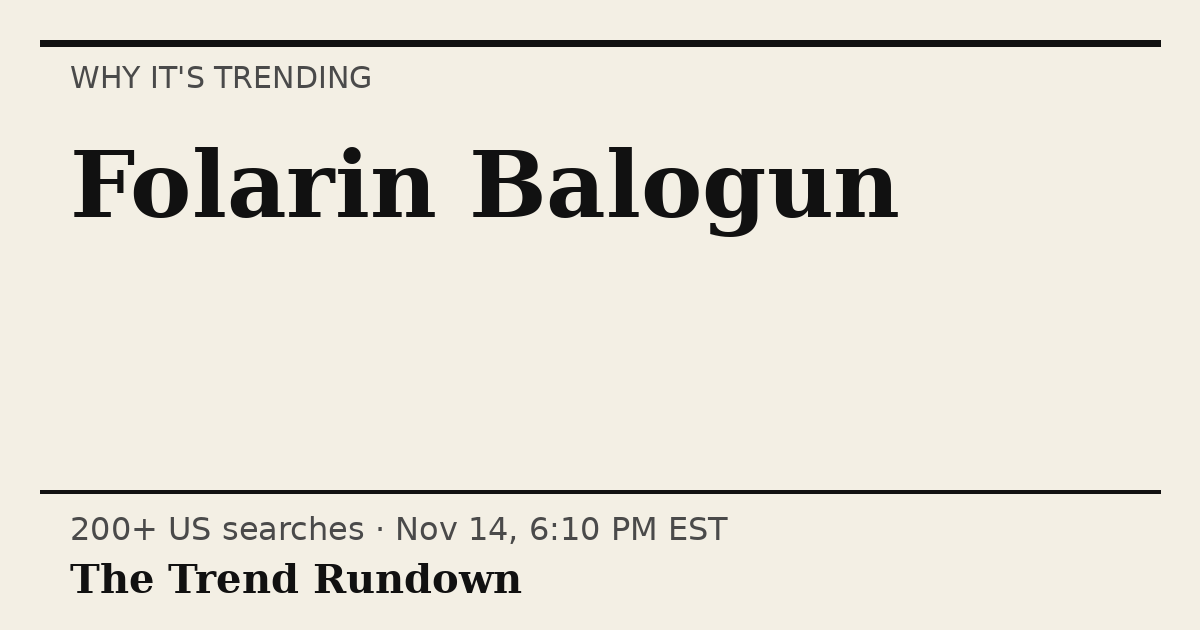 WHY IT'S TRENDING
Folarin Balogun
200+ US searches · Nov 14, 6:10 PM EST
The Trend Rundown